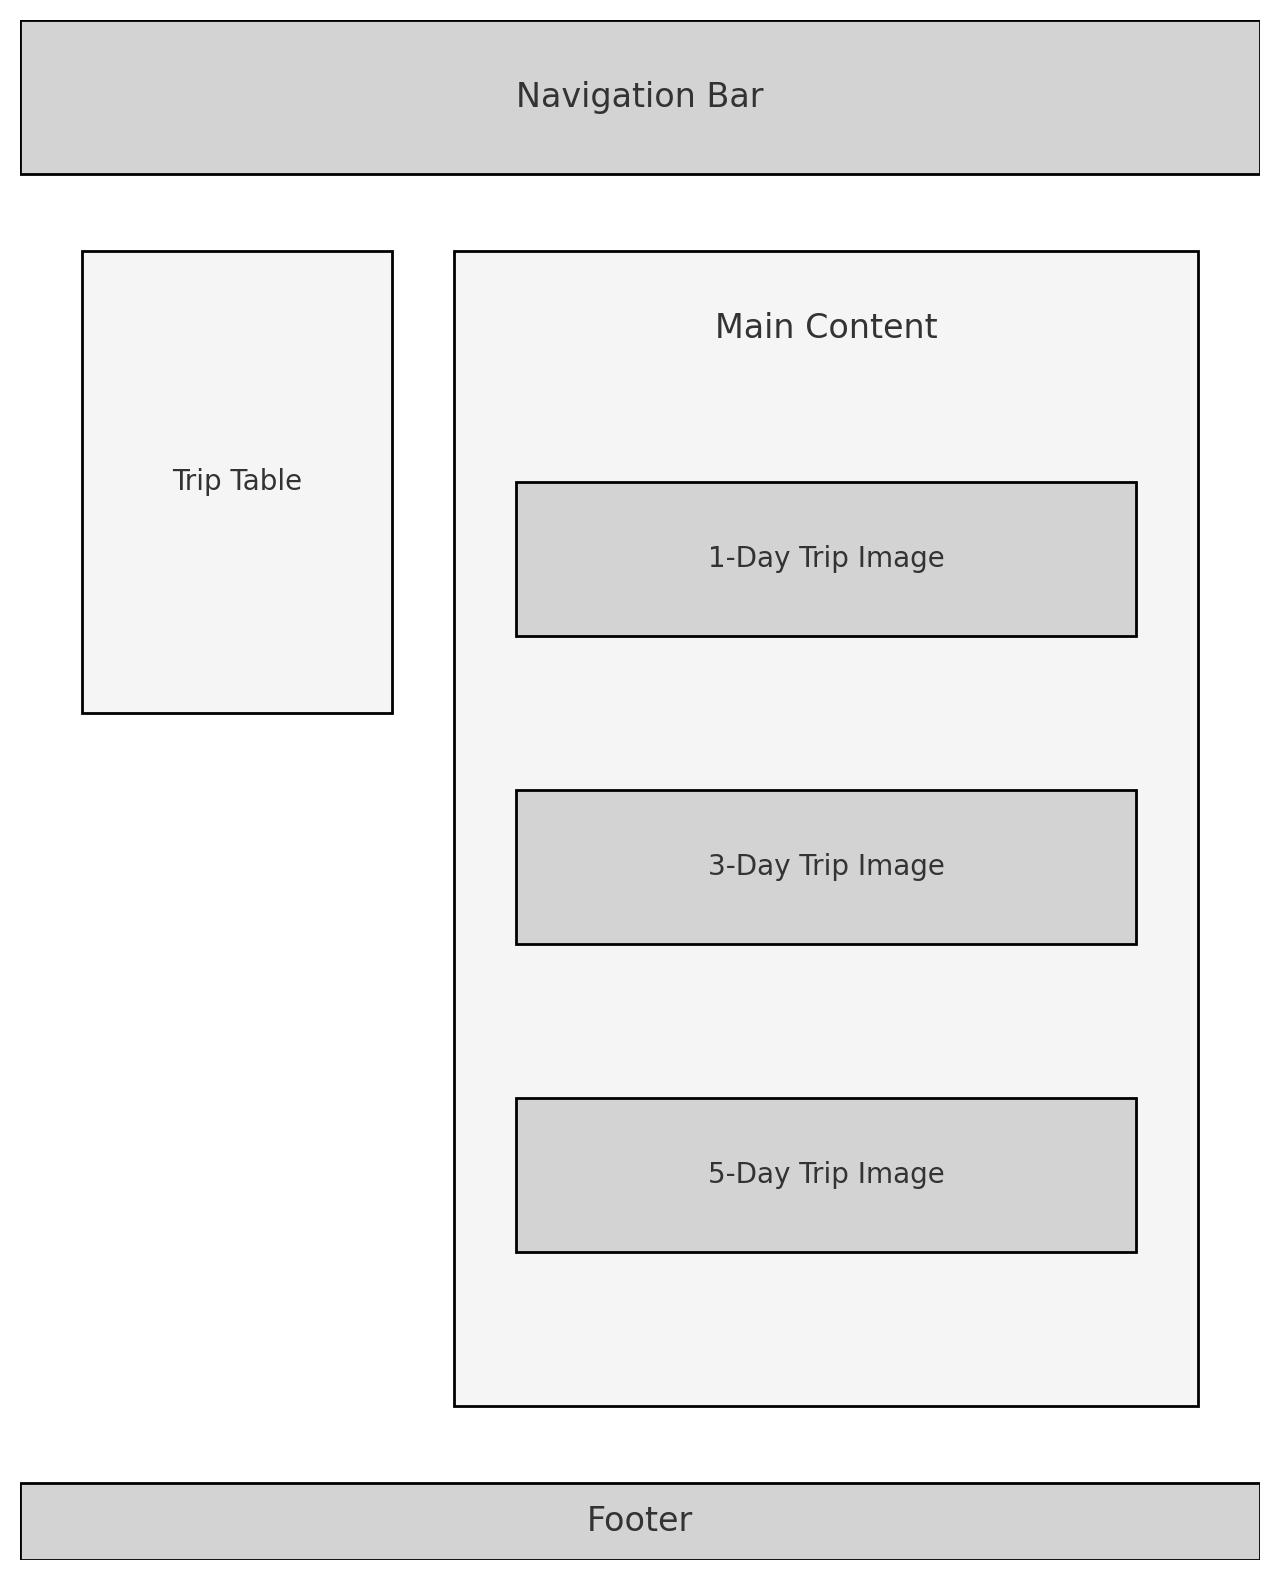 Navigation Bar
Trip Table
Main Content
1-Day Trip Image
3-Day Trip Image
5-Day Trip Image
Footer